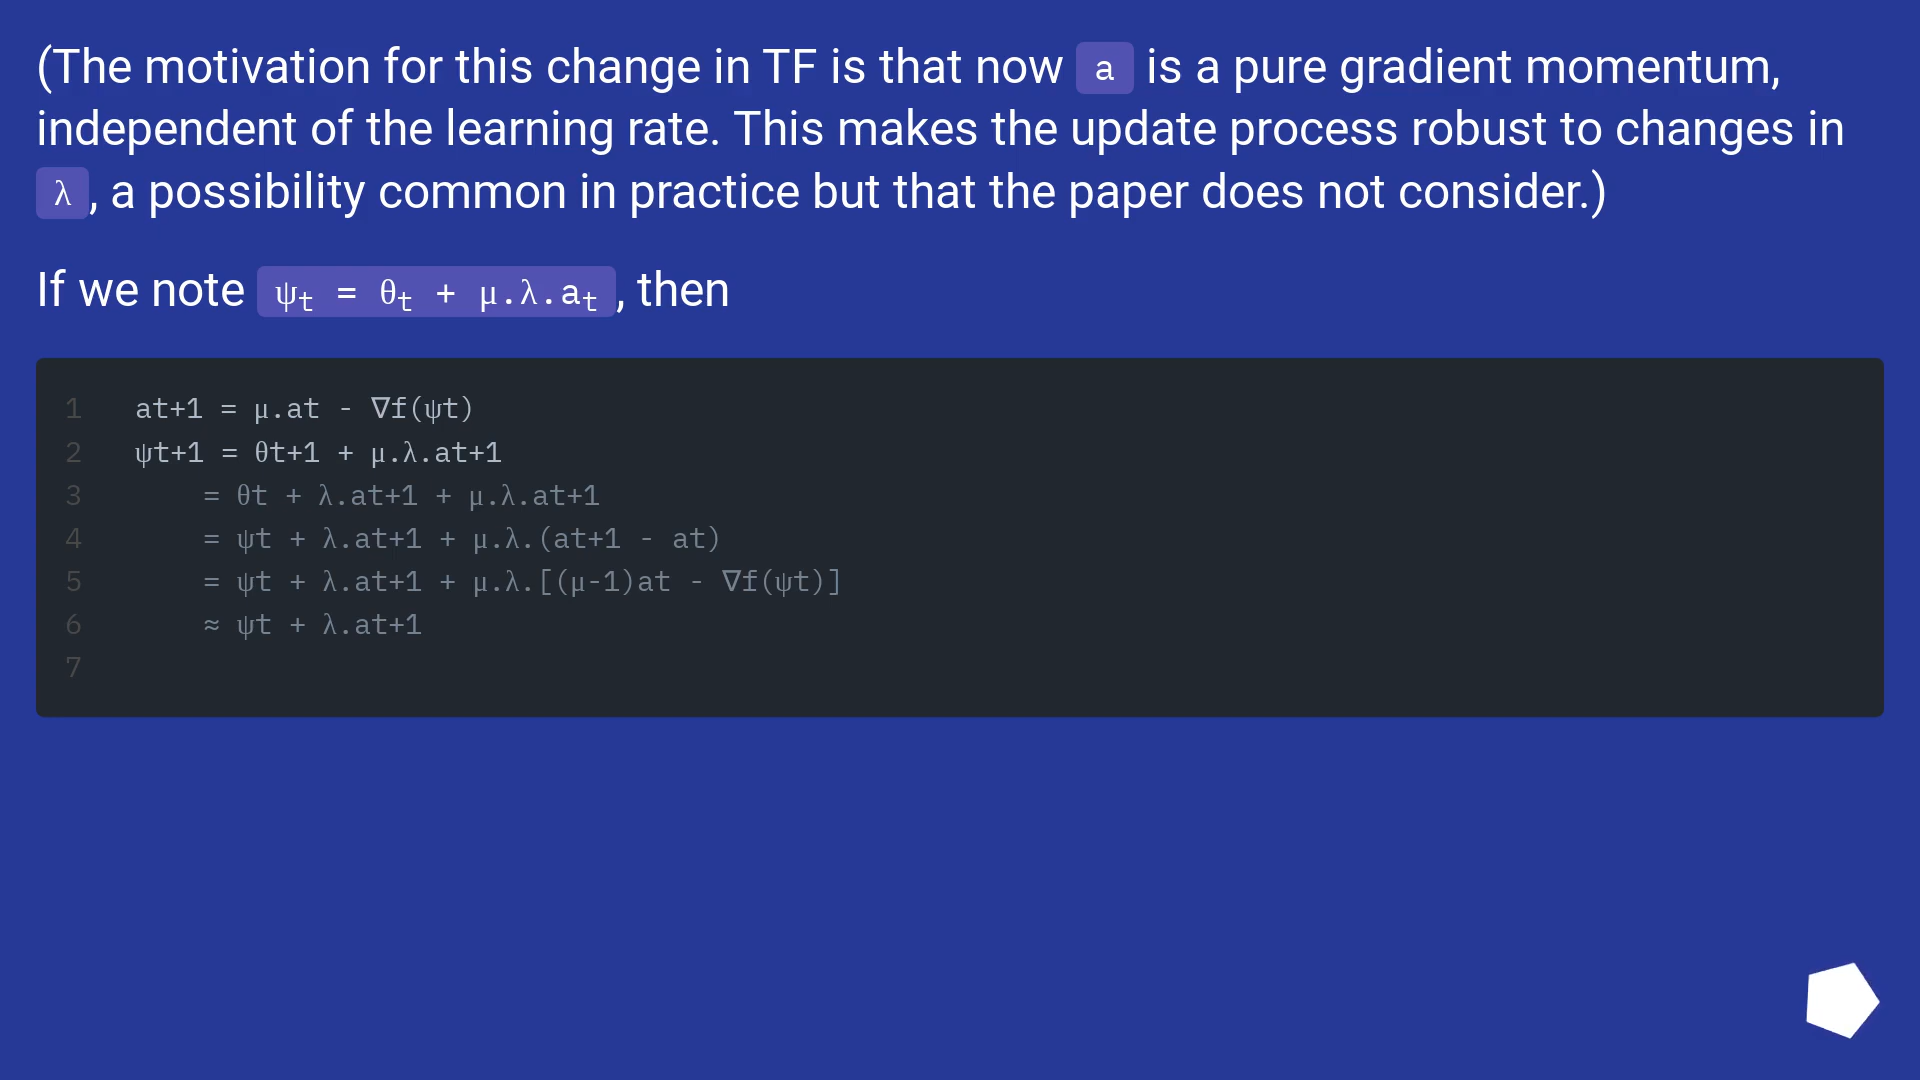 (The motivation for this change in TF is that now a is a pure gradient momentum,
independent of the learning rate. This makes the update process robust to changes in
λ, a possibility common in practice but that the paper does not consider.)
If we note ψₜ = θₜ + μ.λ.aₜ, then
1 at+1 = μ.at - ∇f(ψt)
2 ψt+1 = θt+1 + μ.λ.at+1
3 = θt + λ.at+1 + μ.λ.at+1
4 = ψt + λ.at+1 + μ.λ.(at+1 - at)
5 = ψt + λ.at+1 + μ.λ.[(μ-1)at - ∇f(ψt)]
6 ≈ ψt + λ.at+1
7